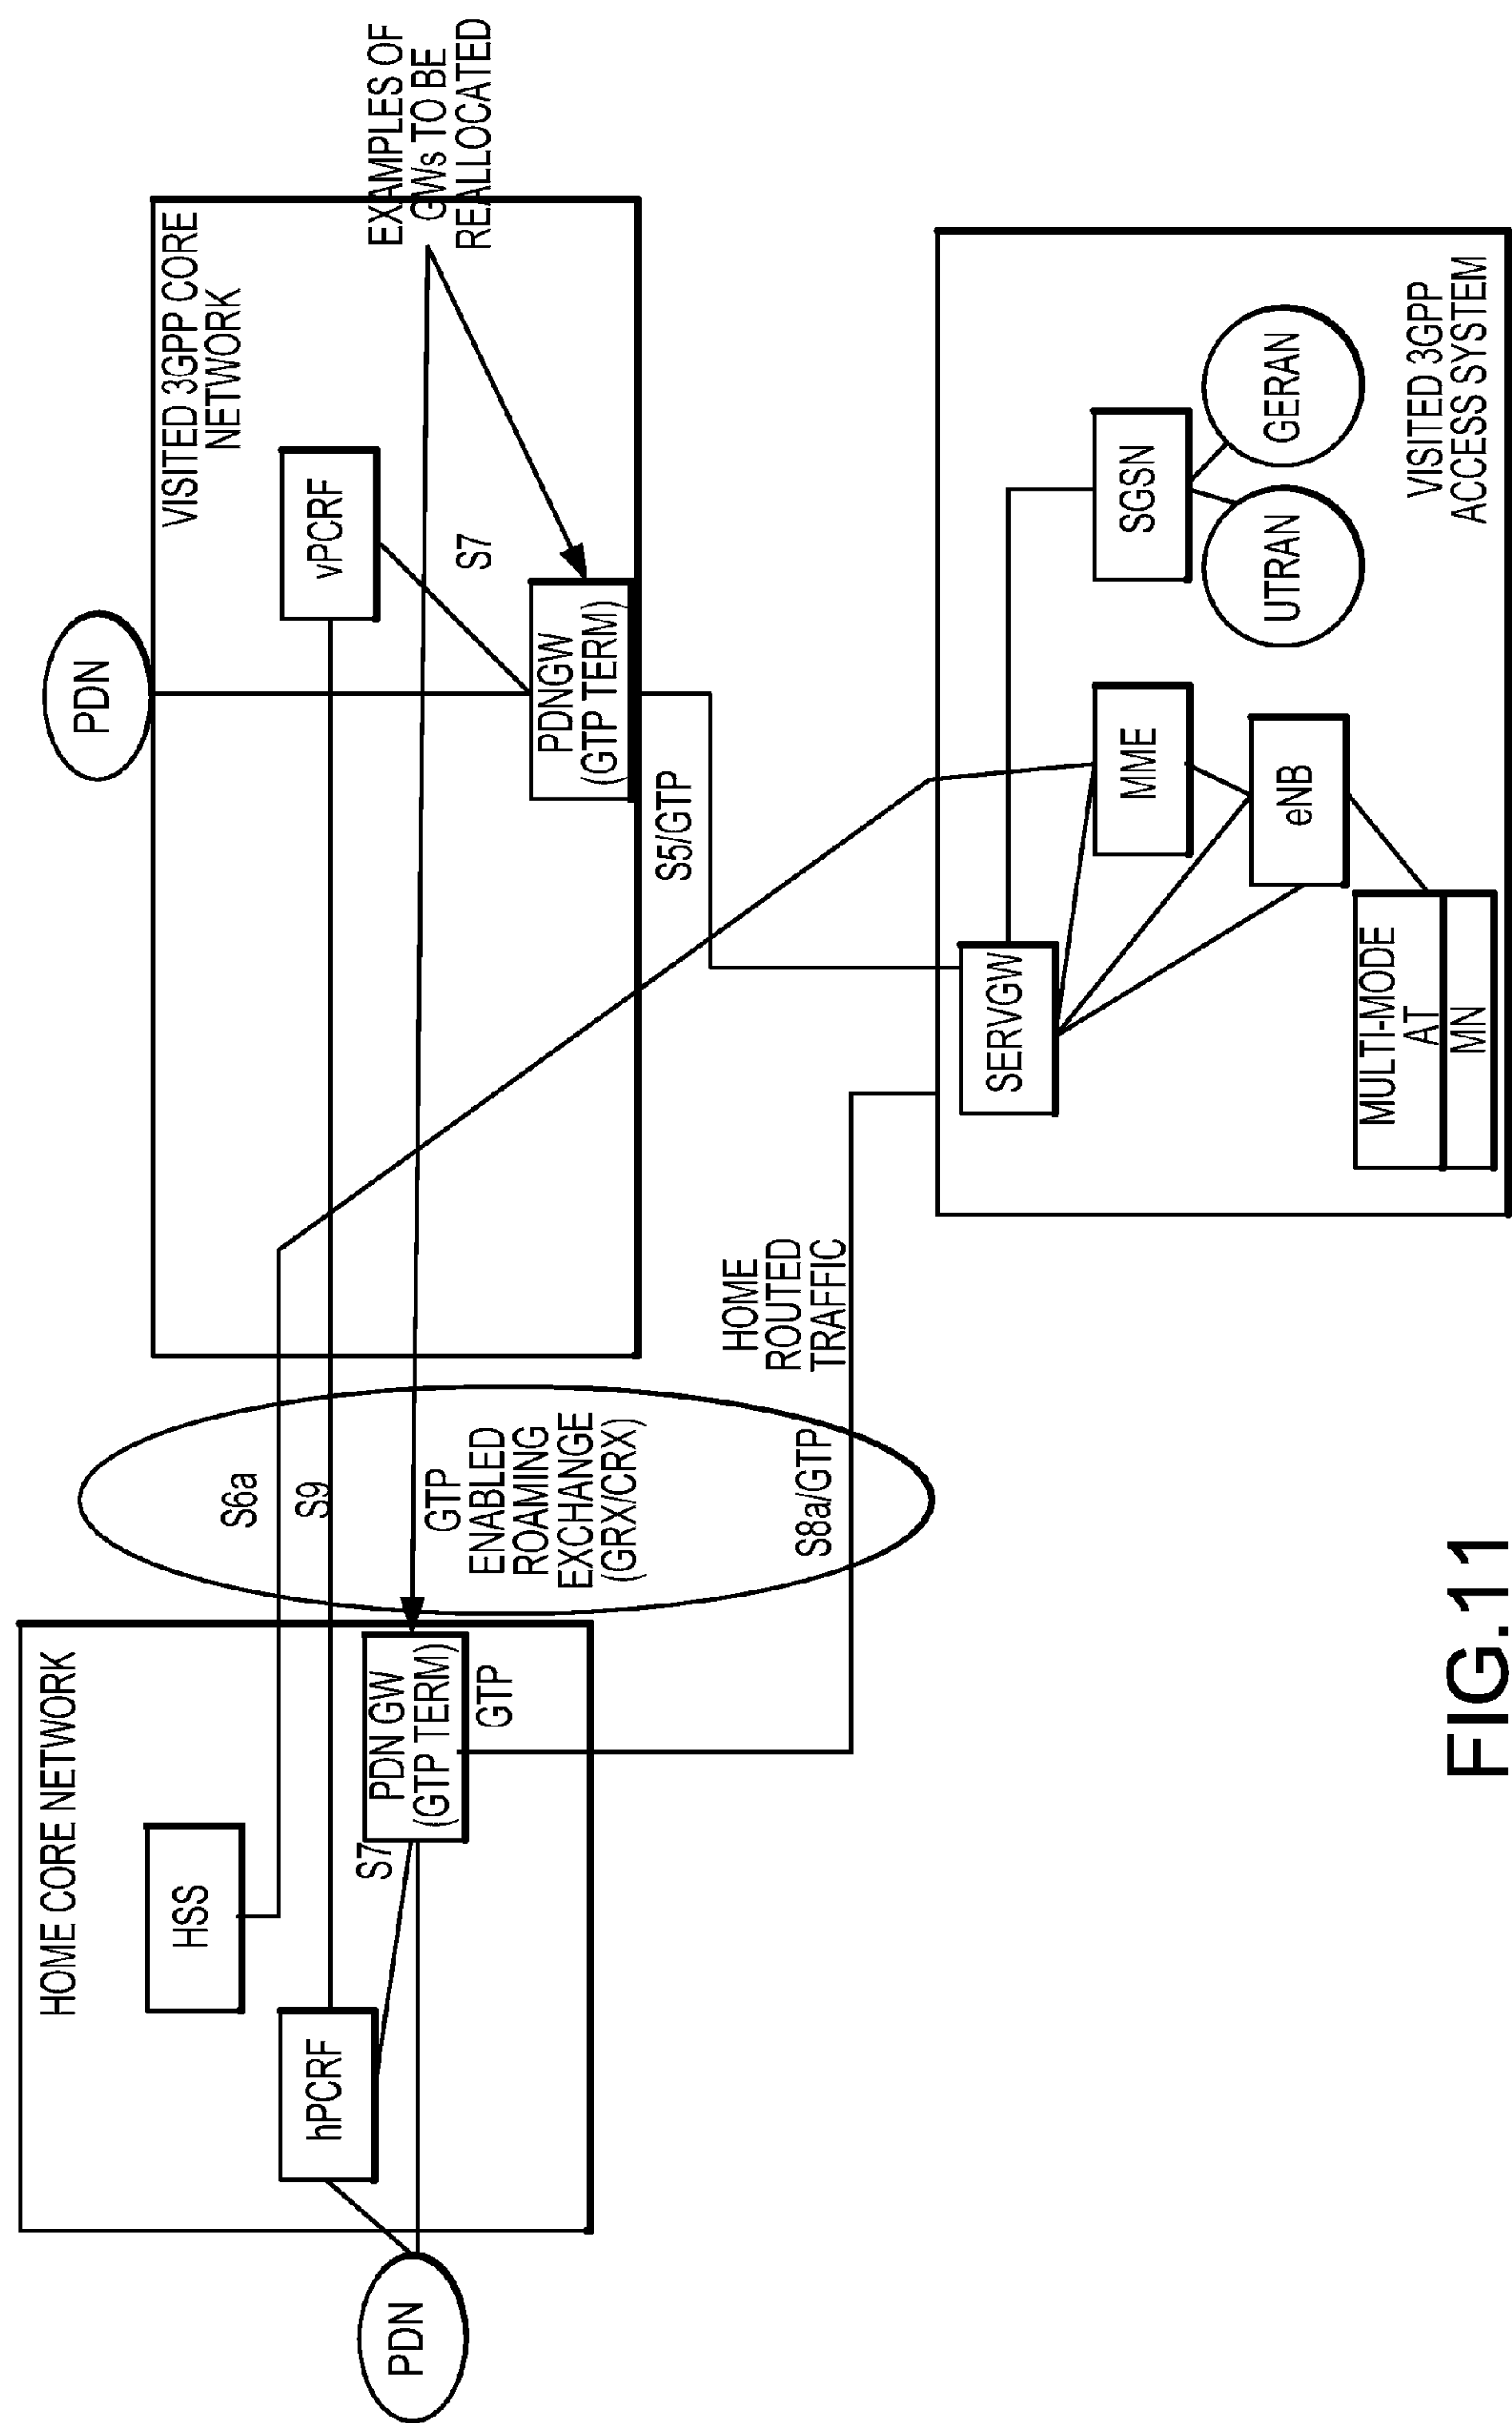 HOME CORE NETWORK
HSS
hPCRF
PDN
S7
PDN GW
(GTP TERM)
GTP
S6a
S9
GTP
ENABLED
ROAMING
EXCHANGE
(GRX/CRX)
S8a/GTP
HOME
ROUTED
TRAFFIC
PDN
VISITED 3GPP CORE
NETWORK
vPCRF
S7
PDNGW
(GTP TERM)
EXAMPLES OF
GWs TO BE
REALLOCATED
S5/GTP
SERVGW
MME
SGSN
eNB
UTRAN
GERAN
MULTI-MODE
AT
MN
VISITED 3GPP
ACCESS SYSTEM
FIG.11